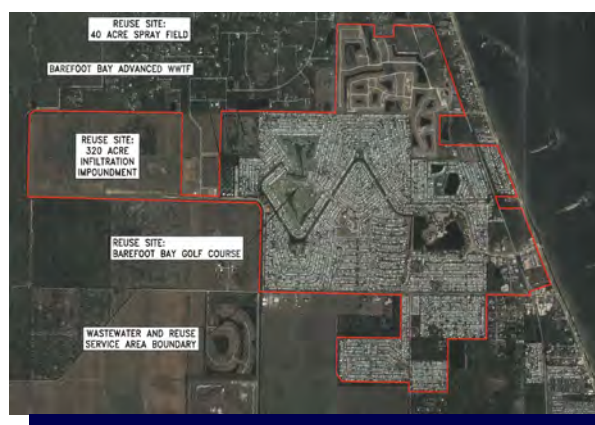 REUSE SITE:
40 ACRE SPRAY FIELD
BAREFOOT BAY ADVANCED WWTF
REUSE SITE:
320 ACRE
INFILTRATION
IMPOUNDMENT
REUSE SITE:
BAREFOOT BAY GOLF COURSE
WASTEWATER AND REUSE
SERVICE AREA BOUNDARY